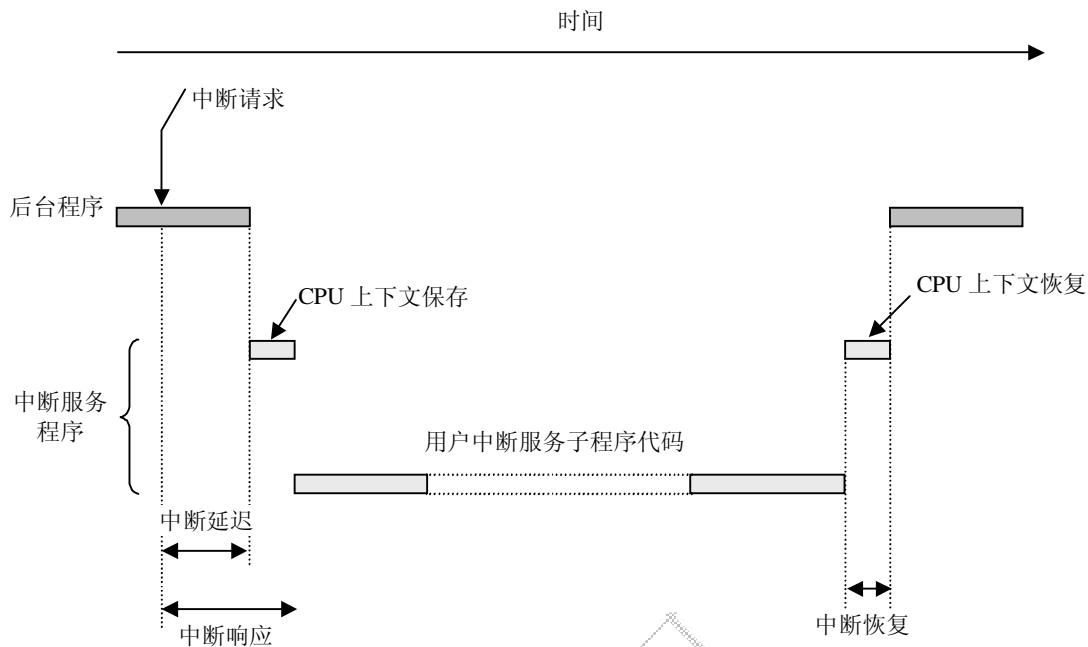 时间
中断请求
后台程序
CPU 上下文保存
CPU 上下文恢复
中断服务
程序
用户中断服务子程序代码
中断延迟
中断响应
中断恢复